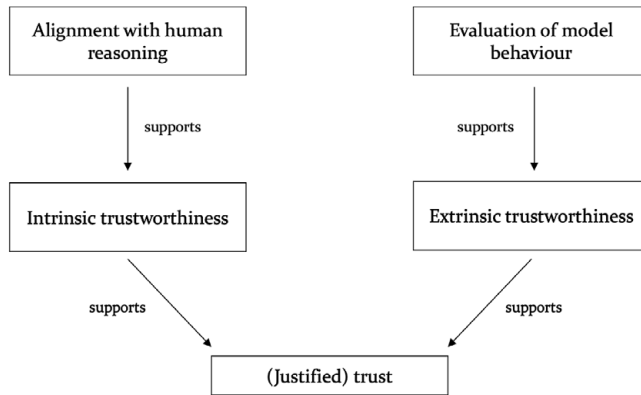 Alignment with human
reasoning
Evaluation of model
behaviour
supports
supports
Intrinsic trustworthiness
Extrinsic trustworthiness
supports
supports
(Justified) trust